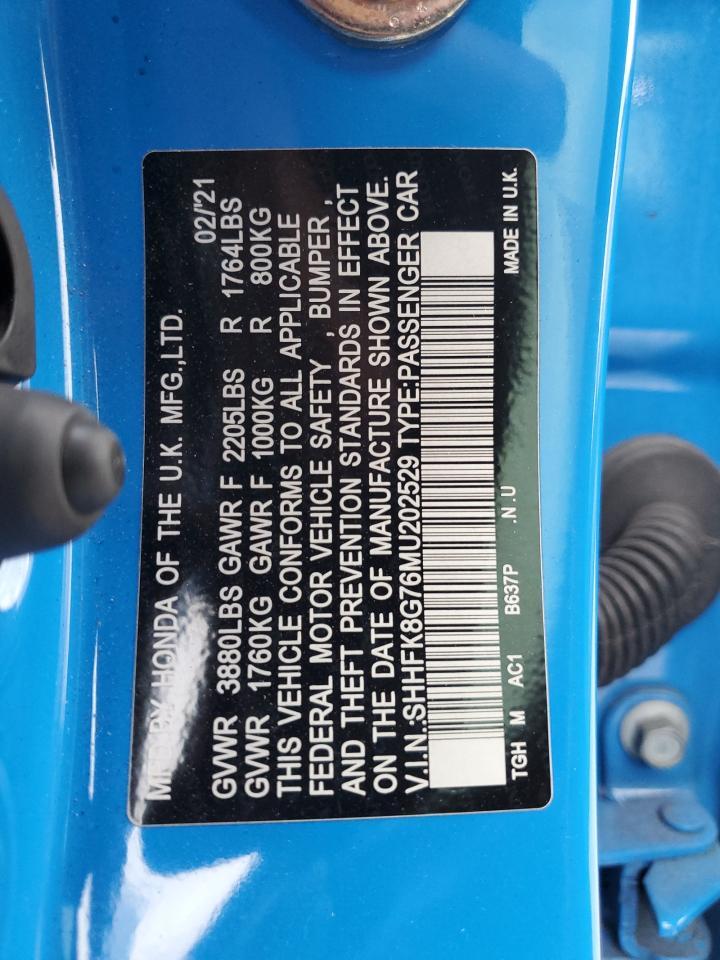 MFD.BY HONDA OF THE U.K. MFG.,LTD. 02/'21
GVWR 3880LBS GAWR F 2205LBS R 1764LBS
GVWR 1760KG GAWR F 1000KG R 800KG
THIS VEHICLE CONFORMS TO ALL APPLICABLE
FEDERAL MOTOR VEHICLE SAFETY , BUMPER ,
AND THEFT PREVENTION STANDARDS IN EFFECT
ON THE DATE OF MANUFACTURE SHOWN ABOVE.
V.I.N.:SHHFK8G76MU202529 TYPE:PASSENGER CAR
TGH M AC1 B637P .N .U MADE IN U.K.